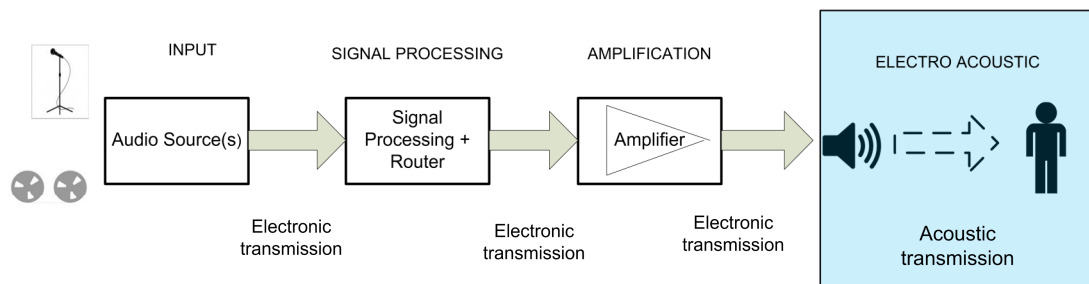 INPUT
SIGNAL PROCESSING
AMPLIFICATION
ELECTRO ACOUSTIC
Audio Source(s)
Signal
Processing +
Router
Amplifier
Electronic
transmission
Electronic
transmission
Electronic
transmission
Acoustic
transmission